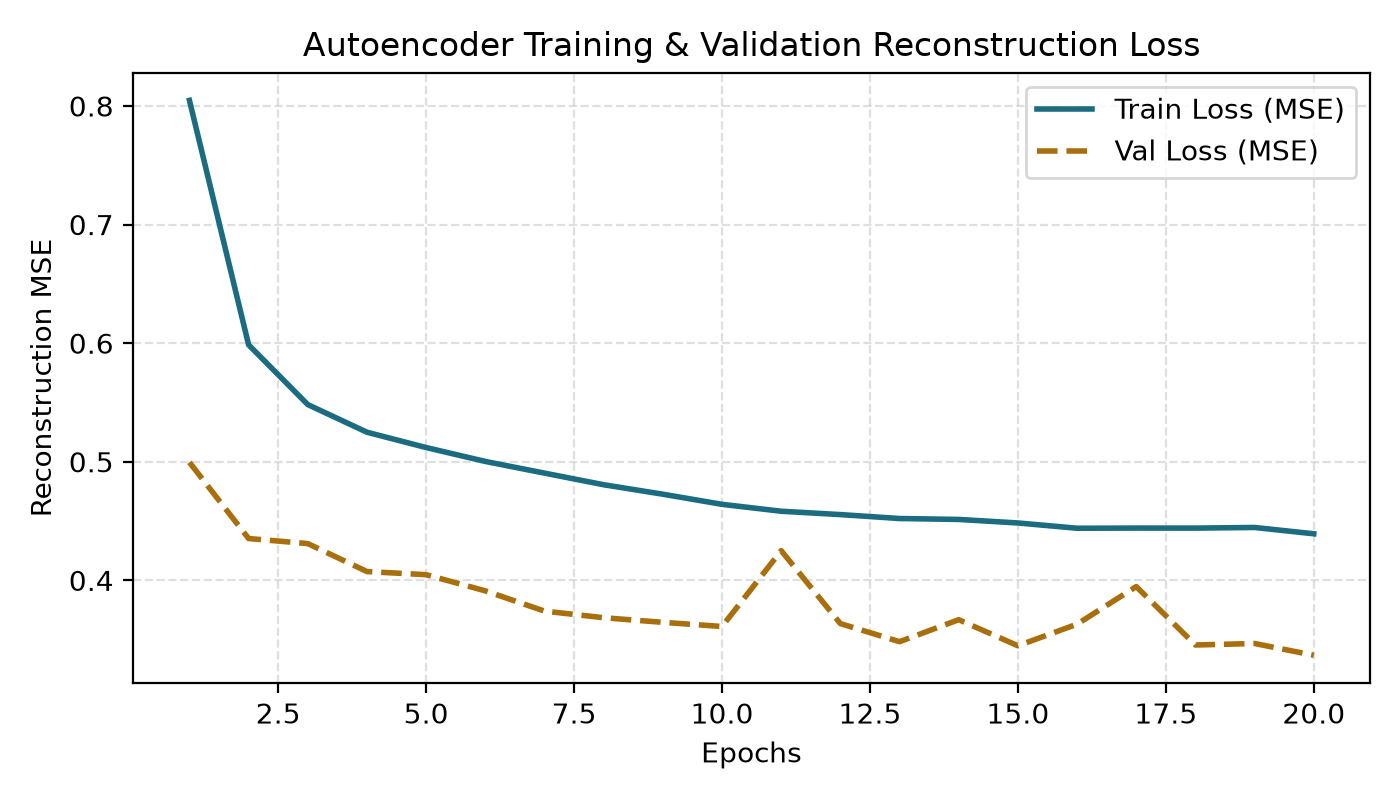 Autoencoder Training & Validation Reconstruction Loss
Train Loss (MSE)
Val Loss (MSE)
Reconstruction MSE
0.8
0.7
0.6
0.5
0.4
2.5 5.0 7.5 10.0 12.5 15.0 17.5 20.0
Epochs